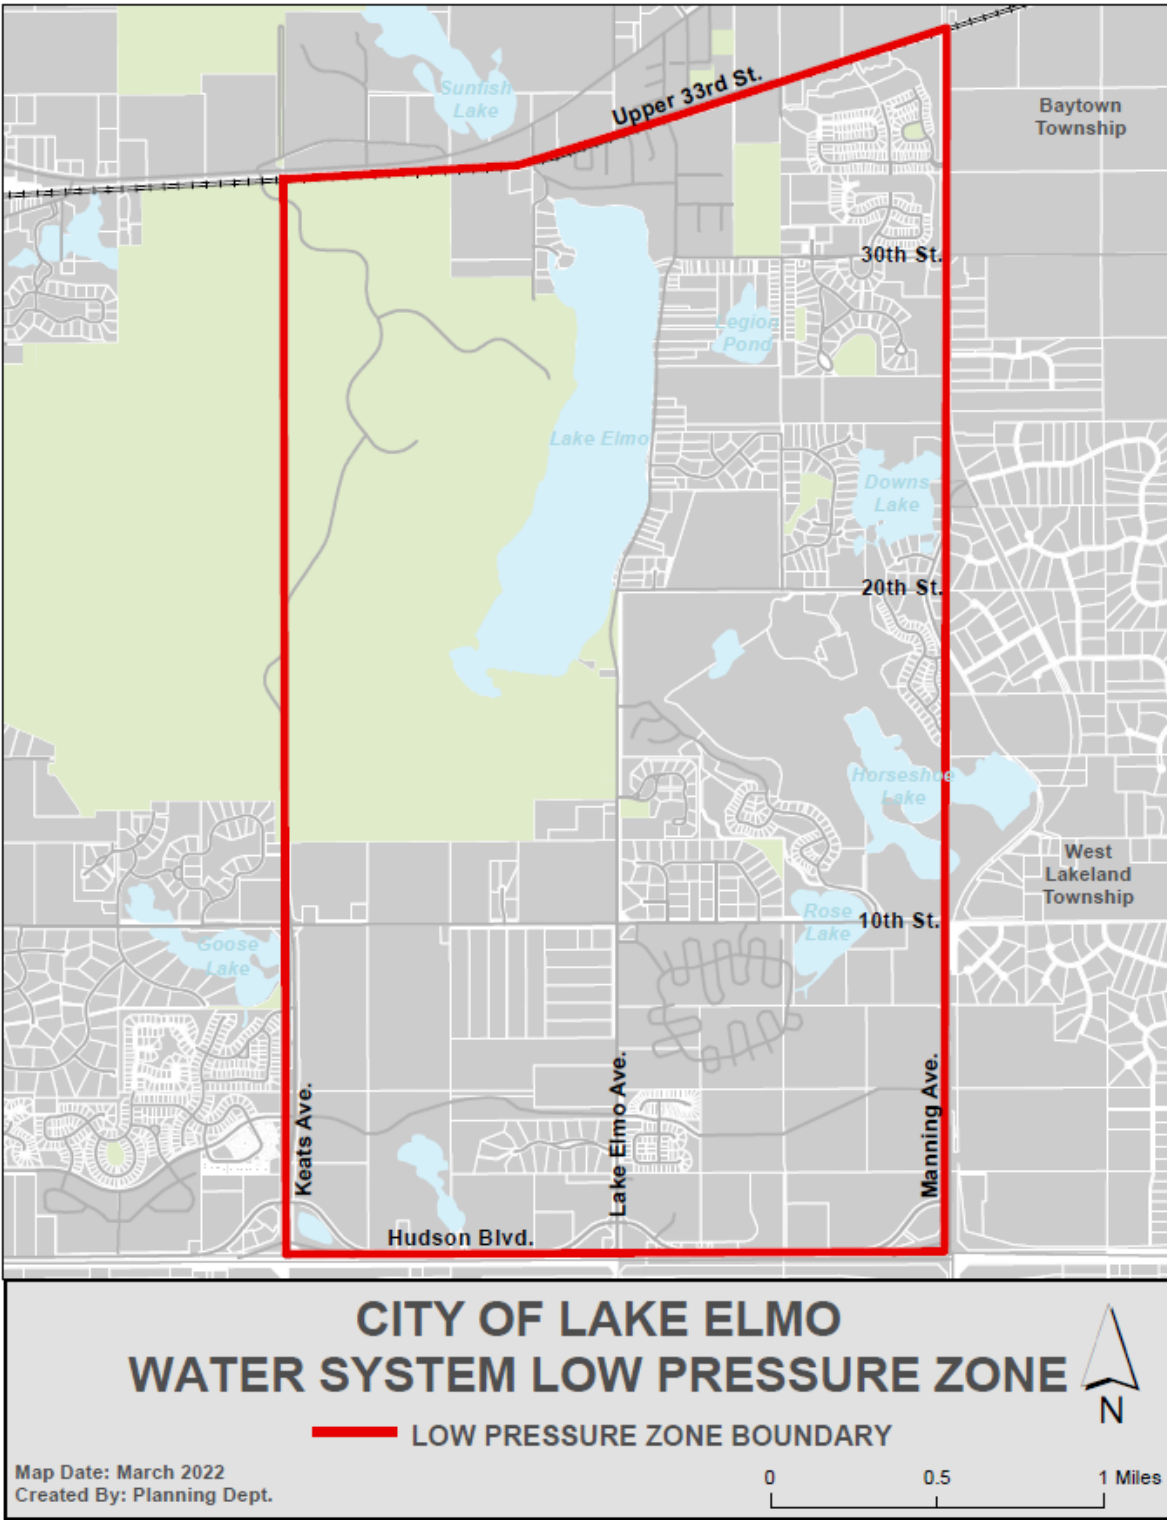 Sunfish
Lake
Upper 33rd St.
Baytown
Township
30th St.
Legion
Pond
Lake Elmo
Downs
Lake
20th St.
Horseshoe
Lake
West
Lakeland
Township
Rose
Lake
10th St.
Goose
Lake
Keats Ave.
Lake Elmo Ave.
Manning Ave.
Hudson Blvd.
CITY OF LAKE ELMO
WATER SYSTEM LOW PRESSURE ZONE
N
LOW PRESSURE ZONE BOUNDARY
Map Date: March 2022
Created By: Planning Dept.
0 0.5 1 Miles